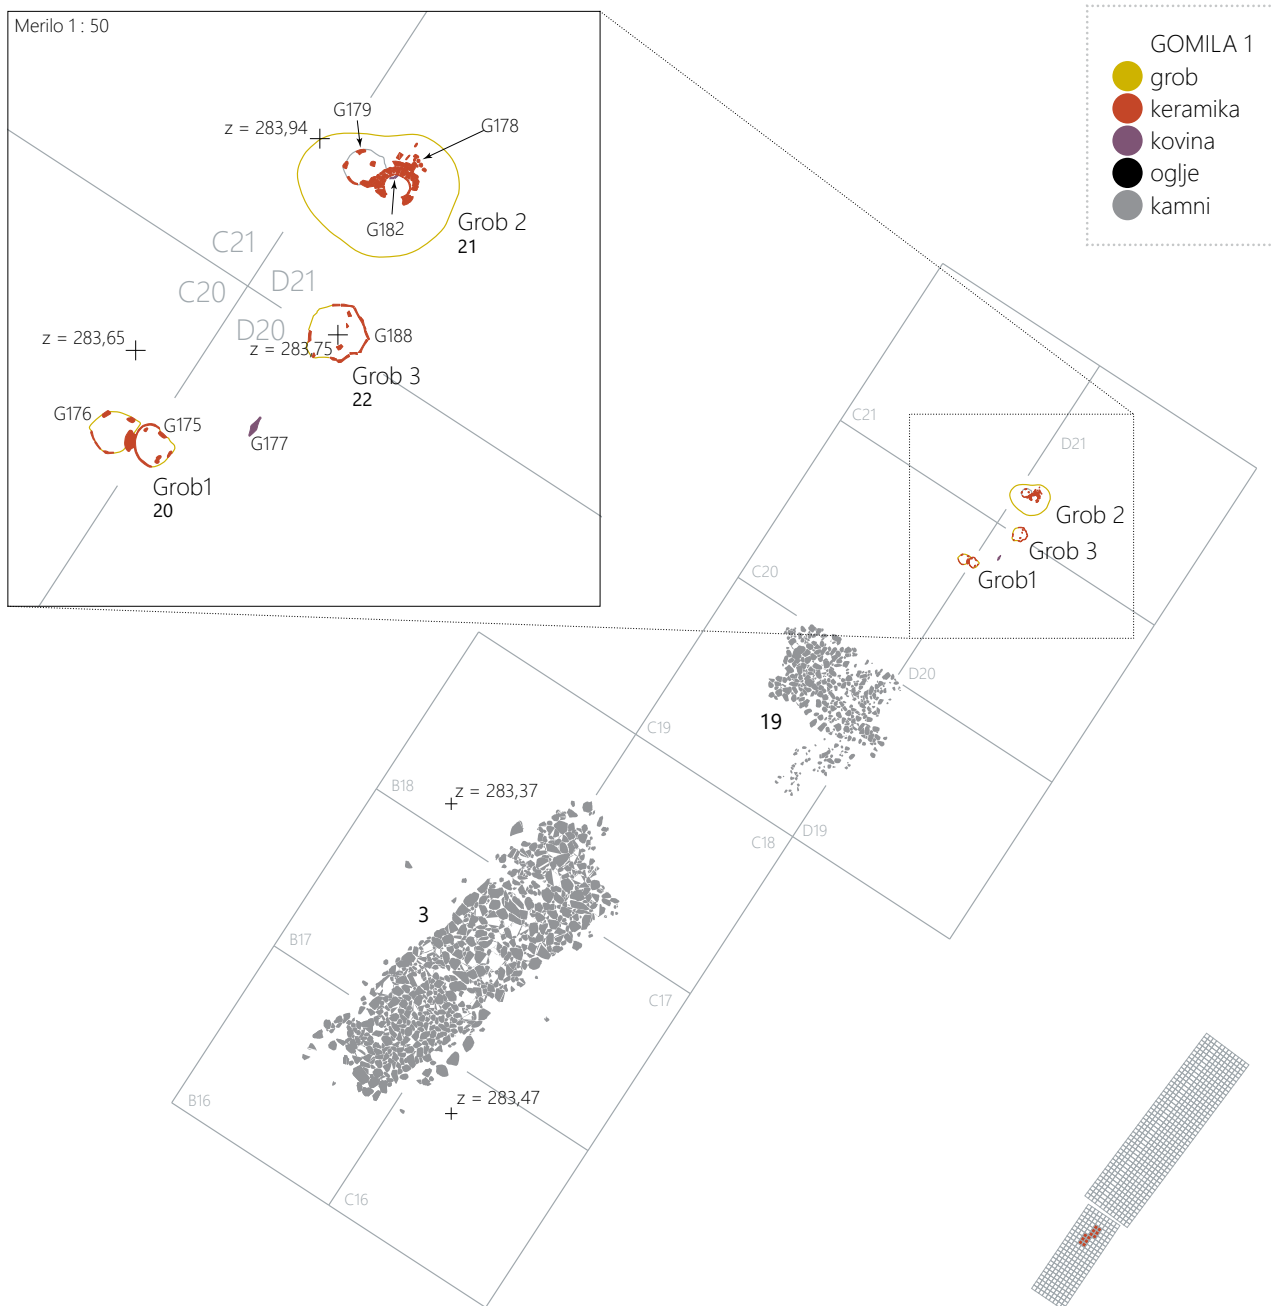 Merilo 1 : 50
GOMILA 1
grob
keramika
kovina
oglje
kamni
G179
z = 283,94
G178
G182
Grob 2
21
C21
D21
C20
D20
z = 283,65
z = 283,75
G188
Grob 3
22
G176
G175
G177
Grob1
20
C21
D21
Grob 2
Grob 3
Grob1
C20
D20
19
C19
B18
z = 283,37
C18
D19
3
B17
C17
z = 283,47
B16
C16